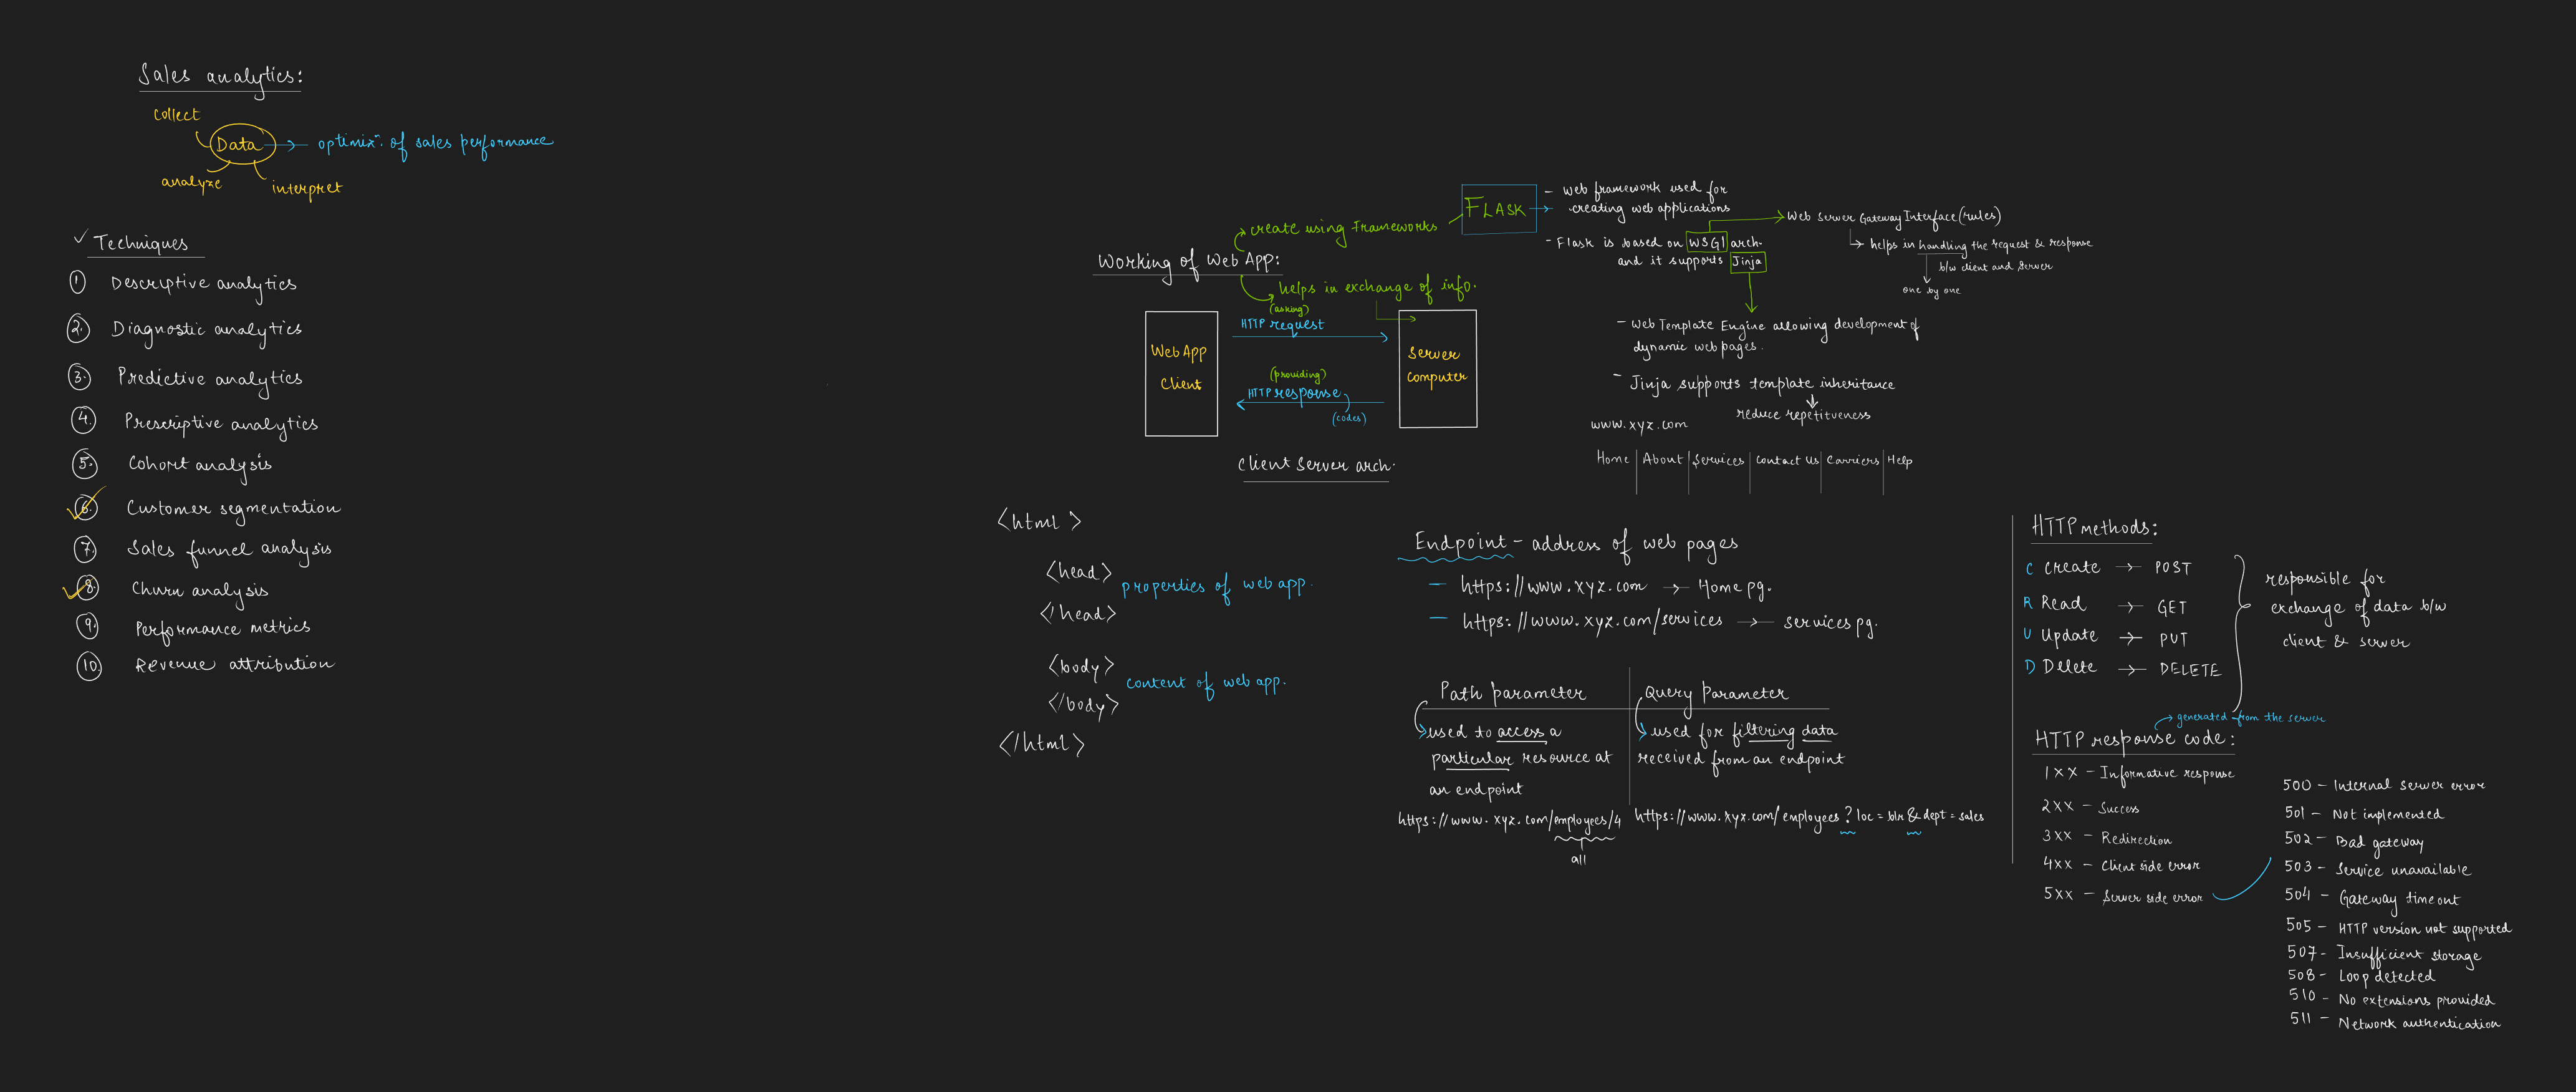 Sales analytics:
collect
Data → optimizⁿ. of sales performance
analyze
interpret
✓ Techniques
1 Descriptive analytics
2. Diagnostic analytics
3. Predictive analytics
4. Prescriptive analytics
5. Cohort analysis
6. Customer segmentation
7. Sales funnel analysis
8 Churn analysis
9. Performance metrics
10. Revenue attribution
Working of Web App:
create using frameworks
helps in exchange of info.
(asking)
HTTP request
Web App
Client
Server
Computer
(providing)
HTTP response
(codes)
Client Server arch.
FLASK
- Web framework used for
creating web applications
- Flask is based on WSGI arch.
and it supports Jinja
Web Server Gateway Interface (rules)
helps in handling the request & response
b/w client and server
one by one
- Web Template Engine allowing development of
dynamic web pages.
- Jinja supports template inheritance
reduce repetitveness
www.xyz.com
Home | About | Services | Contact Us | Carriers | Help
<html>
<head>
properties of web app.
</head>
<body>
content of web app.
</body>
</html>
Endpoint - address of web pages
- https://www.xyz.com → Home pg.
- https://www.xyz.com/services → services pg.
Path parameter
used to access a
particular resource at
an endpoint
https://www.xyz.com/employees/4
all
Query Parameter
used for filtering data
received from an endpoint
https://www.xyz.com/employees?loc=blr&dept=sales
HTTP methods:
C Create → POST
R Read → GET
U Update → PUT
D Delete → DELETE
responsible for
exchange of data b/w
client & server
generated from the server
HTTP response code:
1XX - Informative response
2XX - Success
3XX - Redirection
4XX - Client side error
5XX - Server side error
500 - Internal server error
501 - Not implemented
502 - Bad gateway
503 - Service unavailable
504 - Gateway timeout
505 - HTTP version not supported
507 - Insufficient storage
508 - Loop detected
510 - No extensions provided
511 - Network authentication